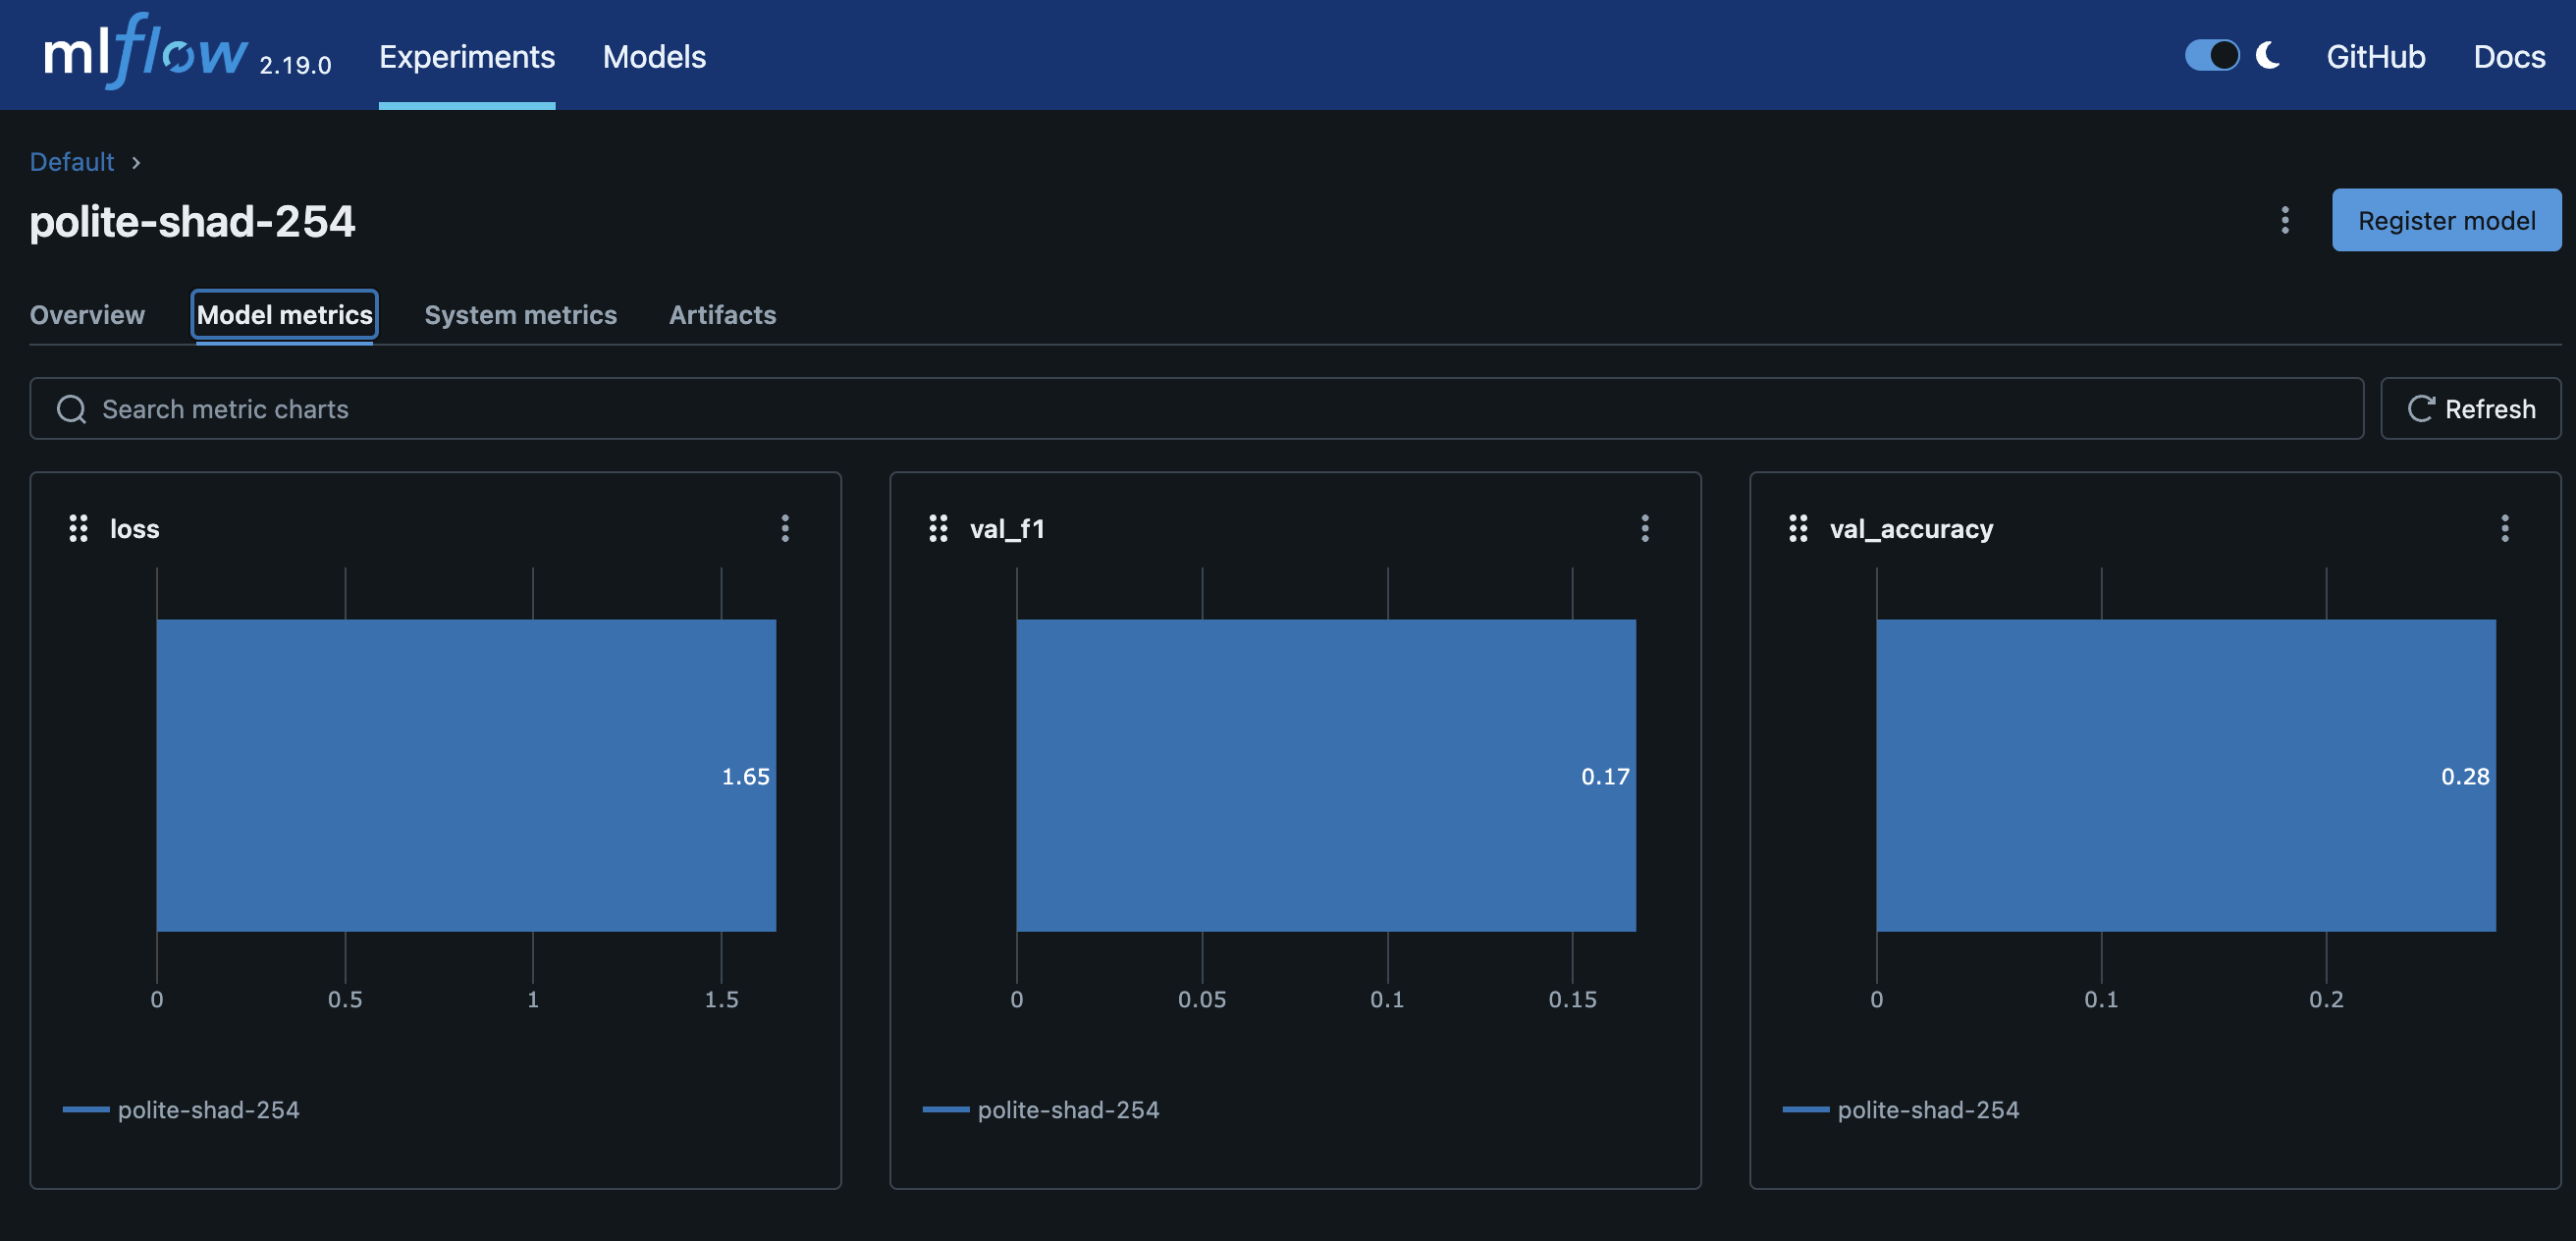 mlflow 2.19.0 Experiments Models GitHub Docs
Default
polite-shad-254
Register model
Overview Model metrics System metrics Artifacts
Search metric charts
Refresh
loss
1.65
0 0.5 1 1.5
polite-shad-254
val_f1
0.17
0 0.05 0.1 0.15
polite-shad-254
val_accuracy
0.28
0 0.1 0.2
polite-shad-254